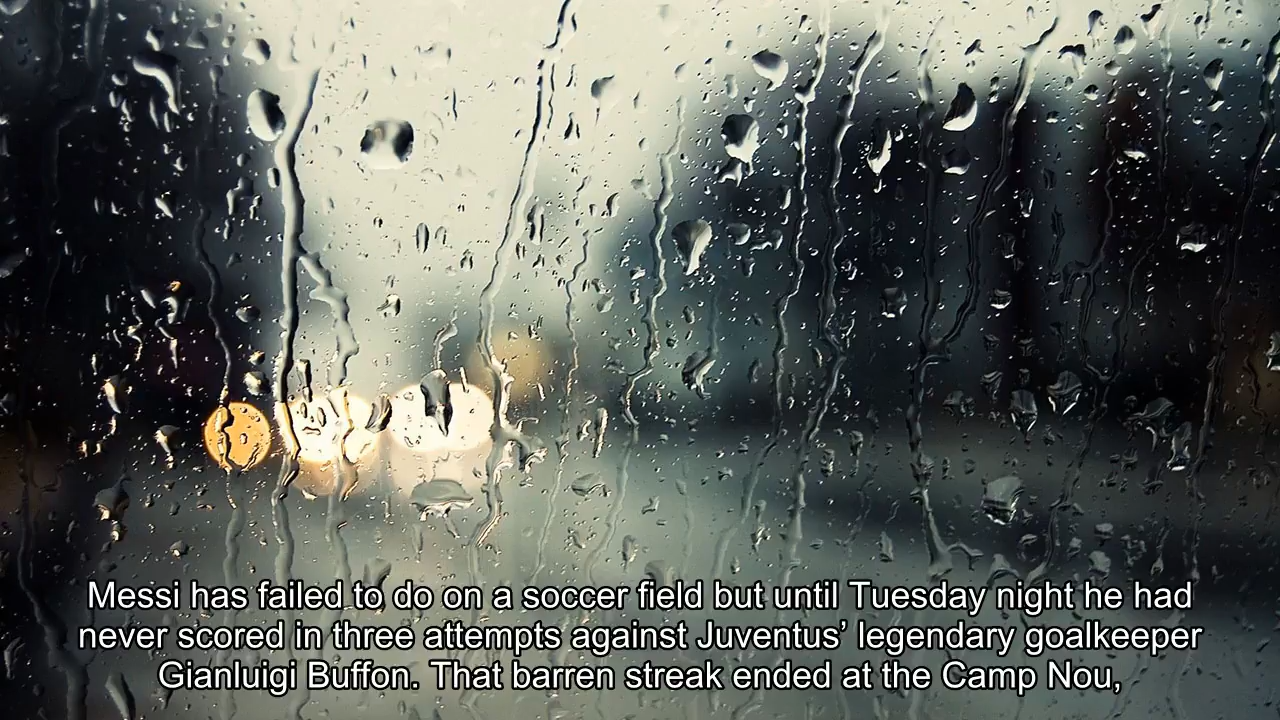 Messi has failed to do on a soccer field but until Tuesday night he had
never scored in three attempts against Juventus’ legendary goalkeeper
Gianluigi Buffon. That barren streak ended at the Camp Nou,